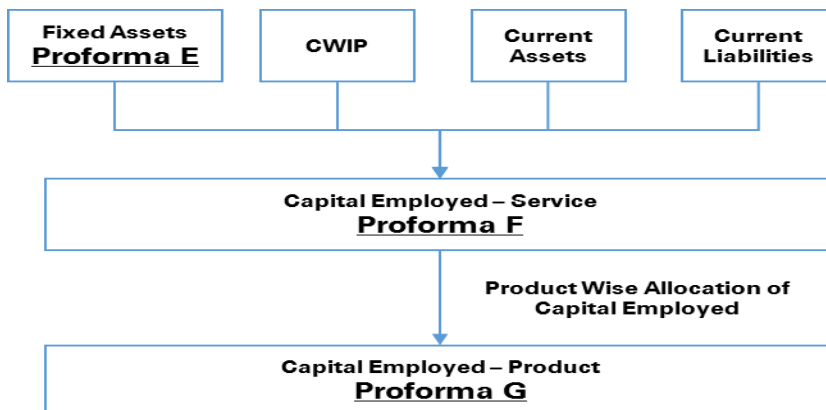 Fixed Assets
Proforma E
CWIP
Current
Assets
Current
Liabilities
Capital Employed – Service
Proforma F
Product Wise Allocation of
Capital Employed
Capital Employed – Product
Proforma G